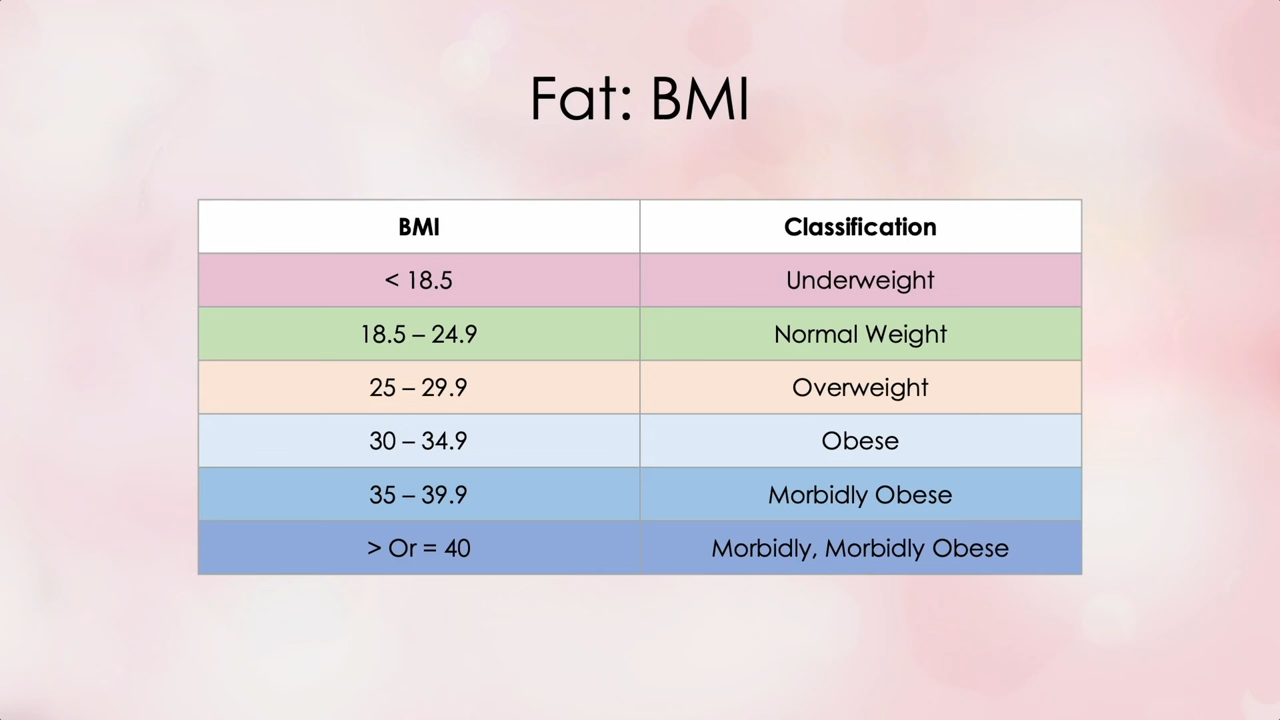 Fat: BMI
BMI Classification
< 18.5 Underweight
18.5 – 24.9 Normal Weight
25 – 29.9 Overweight
30 – 34.9 Obese
35 – 39.9 Morbidly Obese
> Or = 40 Morbidly, Morbidly Obese